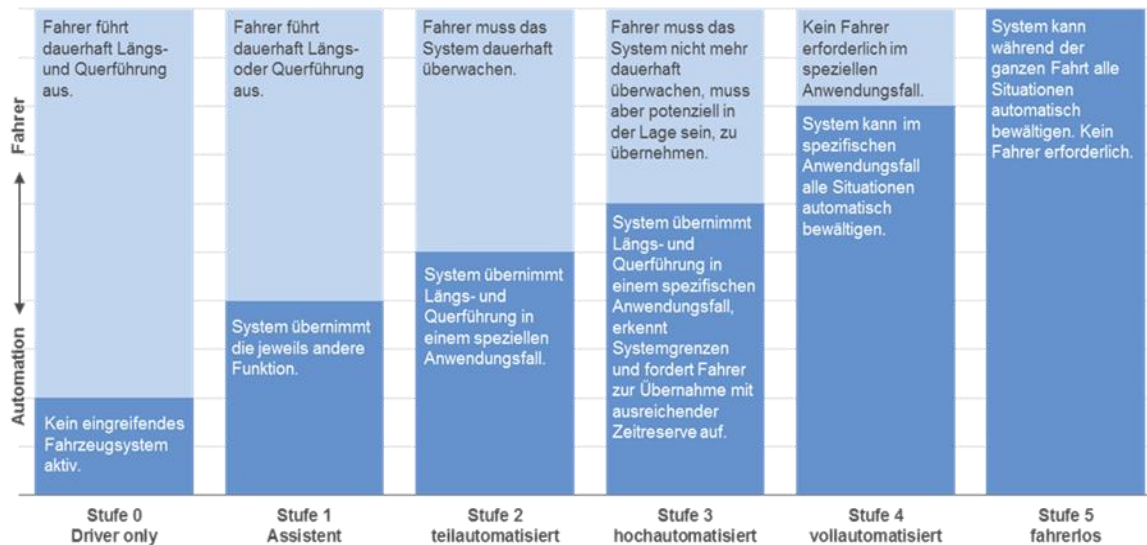 Fahrer führt
dauerhaft Längs-
und Querführung
aus.
Kein eingreifendes
Fahrzeugsystem
aktiv.
Fahrer führt
dauerhaft Längs-
oder Querführung
aus.
System übernimmt
die jeweils andere
Funktion.
Fahrer muss das
System dauerhaft
überwachen.
System übernimmt
Längs- und
Querführung in
einem speziellen
Anwendungsfall.
Fahrer muss das
System nicht mehr
dauerhaft
überwachen, muss
aber potenziell in
der Lage sein, zu
übernehmen.
System übernimmt
Längs- und
Querführung in
einem spezifischen
Anwendungsfall,
erkennt
Systemgrenzen
und fordert Fahrer
zur Übernahme mit
ausreichender
Zeitreserve auf.
Kein Fahrer
erforderlich im
speziellen
Anwendungsfall.
System kann im
spezifischen
Anwendungsfall
alle Situationen
automatisch
bewältigen.
System kann
während der
ganzen Fahrt alle
Situationen
automatisch
bewältigen. Kein
Fahrer erforderlich.
Fahrer
Automation
Stufe 0
Driver only
Stufe 1
Assistent
Stufe 2
teilautomatisiert
Stufe 3
hochautomatisiert
Stufe 4
vollautomatisiert
Stufe 5
fahrerlos